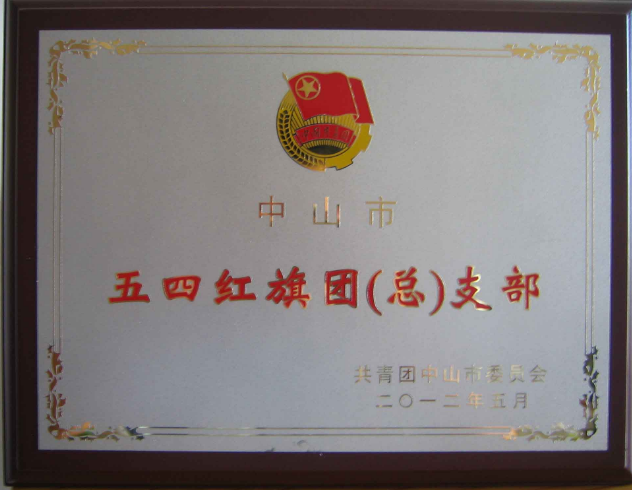 中山市
五四红旗团(总)支部
共青团中山市委员会
二〇一二年五月